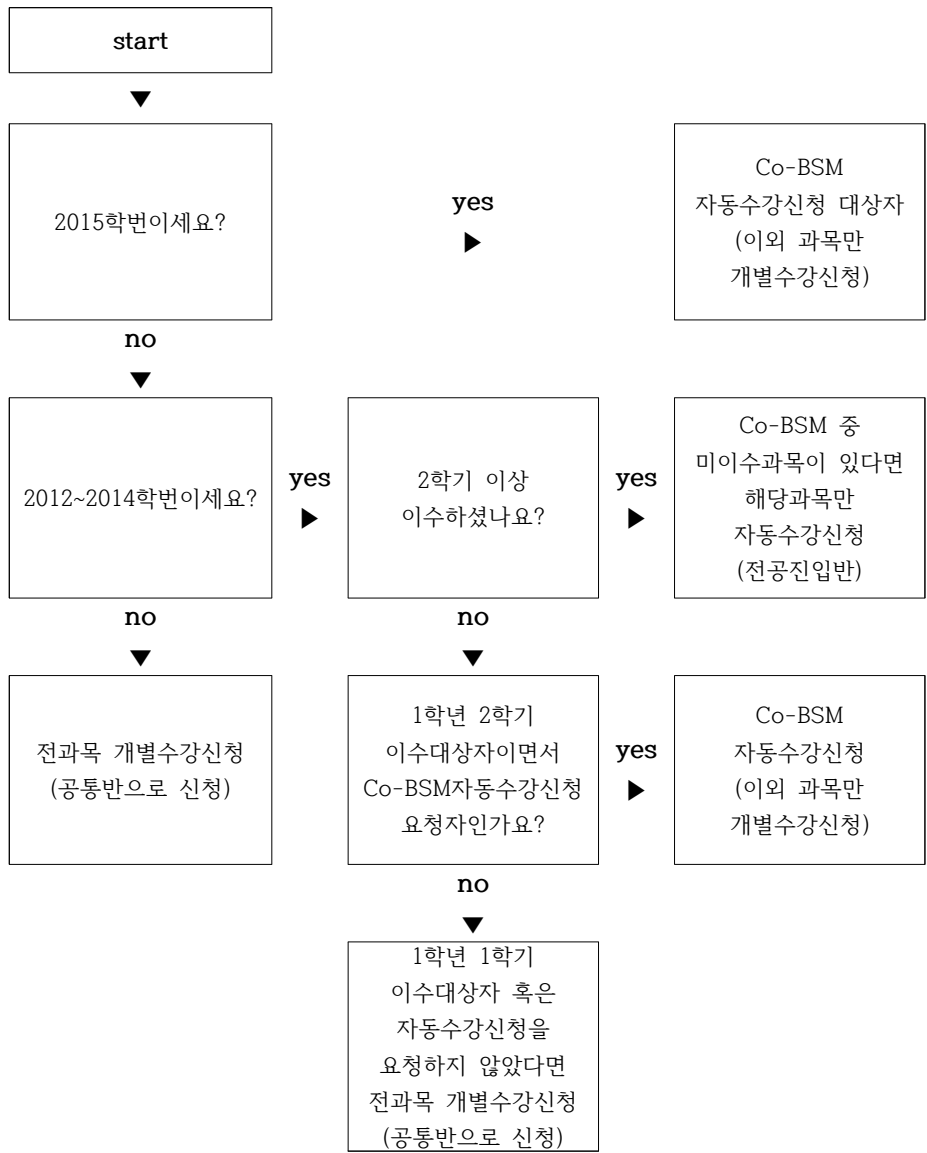 start
▼
2015학번이세요?
yes
▶
Co-BSM
자동수강신청 대상자
(이외 과목만
개별수강신청)
no
▼
2012~2014학번이세요?
yes
▶
2학기 이상
이수하셨나요?
yes
▶
Co-BSM 중
미이수과목이 있다면
해당과목만
자동수강신청
(전공진입반)
no
▼
전과목 개별수강신청
(공통반으로 신청)
no
▼
1학년 2학기
이수대상자이면서
Co-BSM자동수강신청
요청자인가요?
yes
▶
Co-BSM
자동수강신청
(이외 과목만
개별수강신청)
no
▼
1학년 1학기
이수대상자 혹은
자동수강신청을
요청하지 않았다면
전과목 개별수강신청
(공통반으로 신청)